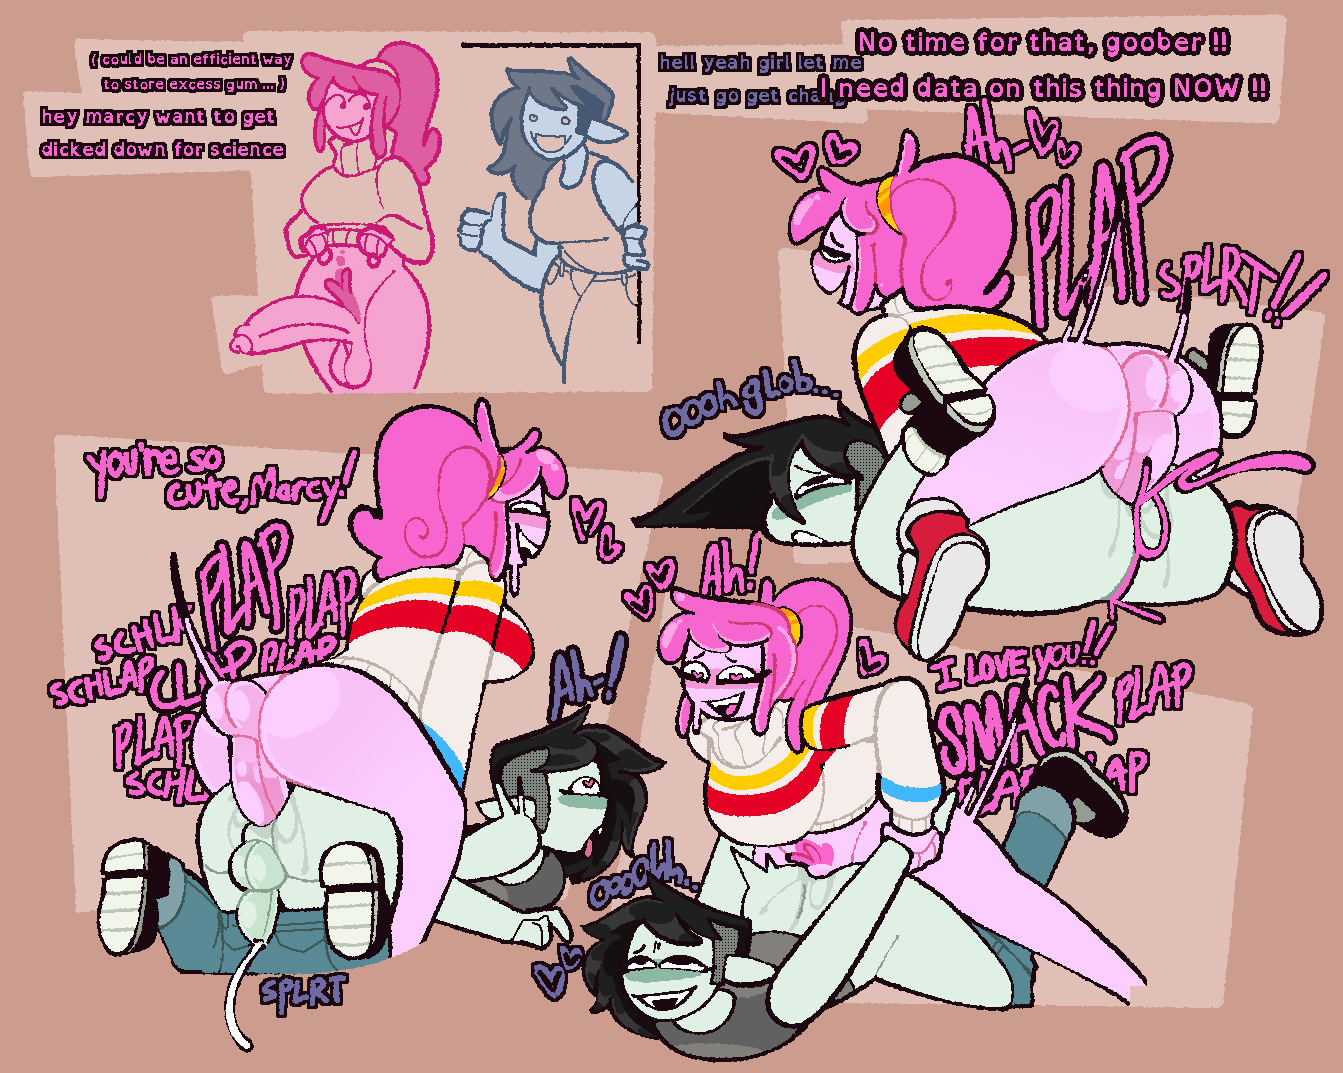 ( could be an efficient way
to store excess gum... )
hey marcy want to get
dicked down for science
hell yeah girl let me
just go get
No time for that, goober !!
I need data on this thing NOW !!
Ah-
PLAP
SPLRT!!
oooh glob...
you're so
cute, Marcy!
PLAP
PLAP
SCHLAP
PLAP
PLAP
Ah-!
SPLRT
Ah!
I LOVE YOU!!
SMACK
PLAP
oooohh..